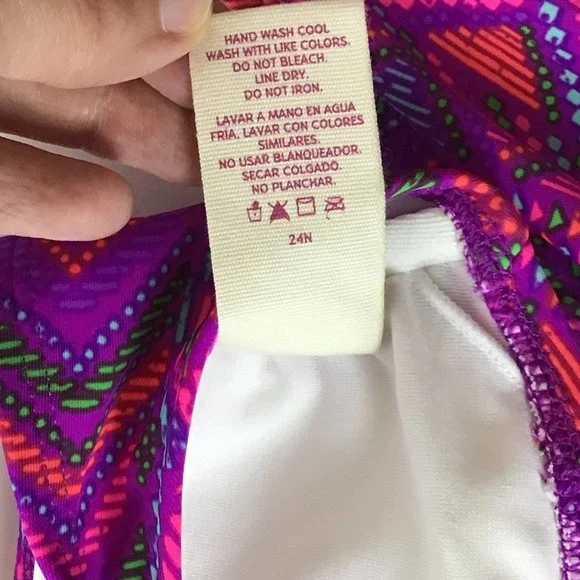 HAND WASH COOL
WASH WITH LIKE COLORS.
DO NOT BLEACH.
LINE DRY.
DO NOT IRON.
LAVAR A MANO EN AGUA
FRÍA, LAVAR CON COLORES
SIMILARES.
NO USAR BLANQUEADOR.
SECAR COLGADO.
NO PLANCHAR.
24N